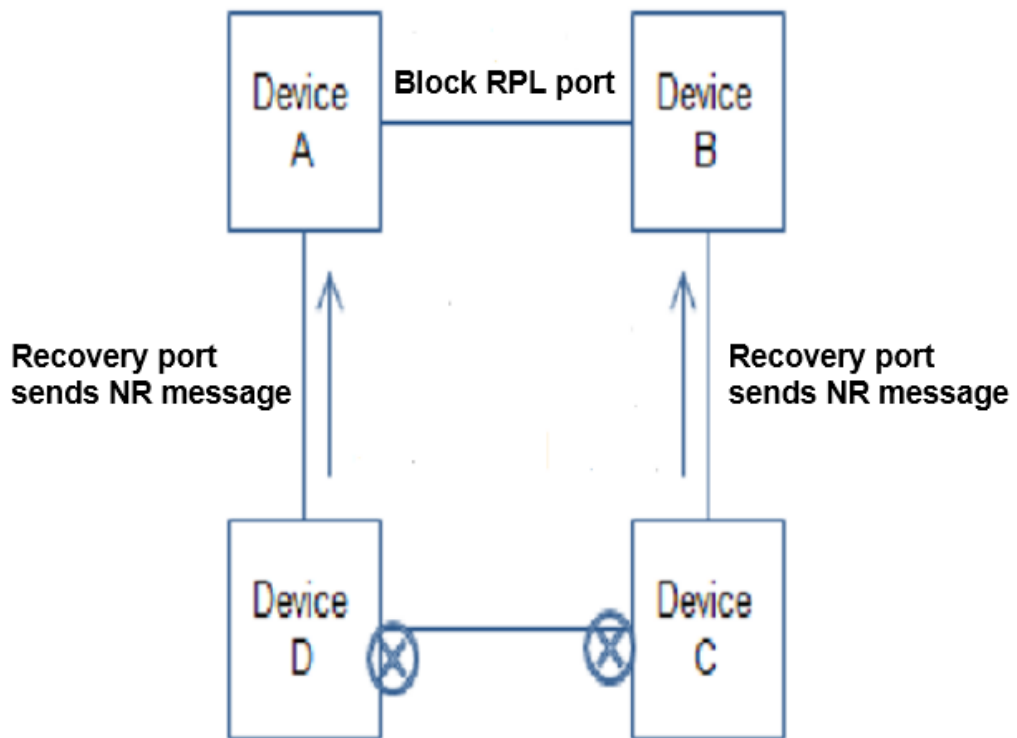 Device
A
Block RPL port
Device
B
Recovery port
sends NR message
Recovery port
sends NR message
Device
D
Device
C